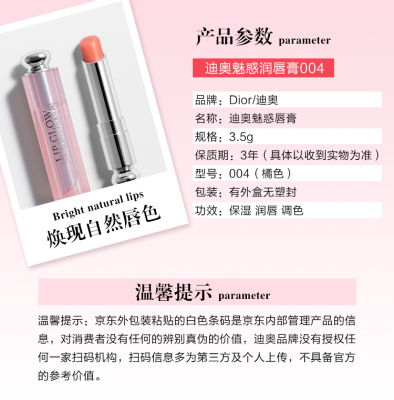 产品参数 parameter
迪奥魅惑润唇膏004
品牌：Dior/迪奥
名称：迪奥魅惑唇膏
规格：3.5g
保质期：3年（具体以收到实物为准）
型号：004（橘色）
包装：有外盒无塑封
功效：保湿 润唇 调色
LIP GLOW
Bright natural lips
焕现自然唇色
温馨提示 parameter
温馨提示：京东外包装粘贴的白色条码是京东内部管理产品的信
息，对消费者没有任何的辨别真伪的价值，迪奥品牌没有授权任
何一家扫码机构，扫码信息多为第三方及个人上传，不具备官方
的参考价值。